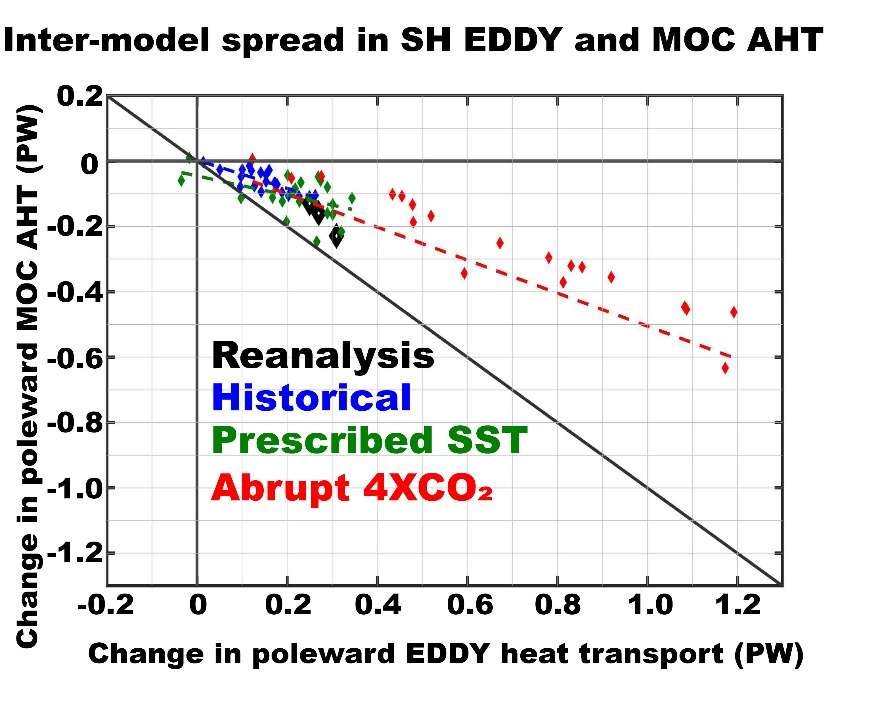 Inter-model spread in SH EDDY and MOC AHT
Change in poleward MOC AHT (PW)
0.2
0
-0.2
-0.4
-0.6
-0.8
-1.0
-1.2
Reanalysis
Historical
Prescribed SST
Abrupt 4XCO₂
-0.2 0 0.2 0.4 0.6 0.8 1.0 1.2
Change in poleward EDDY heat transport (PW)